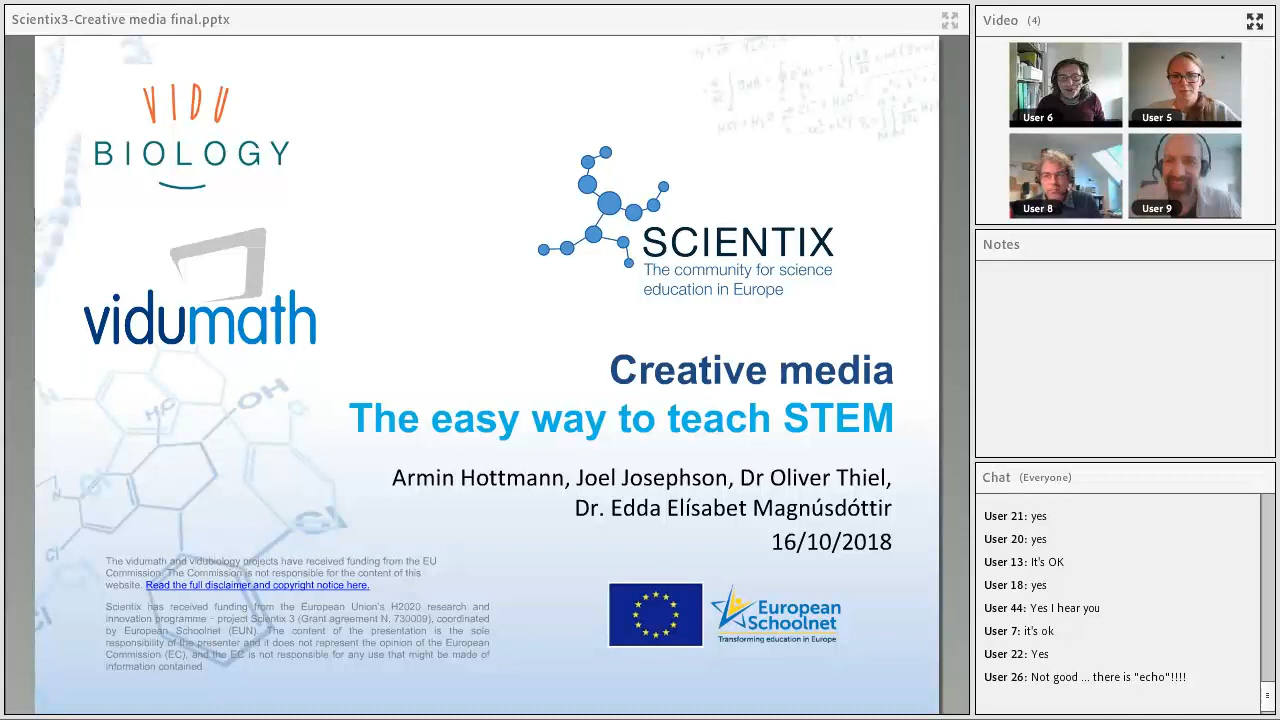 Scientix3-Creative media final.pptx
VIDU
BIOLOGY
vidumath
SCIENTIX
The community for science
education in Europe
Creative media
The easy way to teach STEM
Armin Hottmann, Joel Josephson, Dr Oliver Thiel,
Dr. Edda Elísabet Magnúsdóttir
16/10/2018
The vidumath and vidubiology projects have received funding from the EU
Commission. The Commission is not responsible for the content of this
website. Read the full disclaimer and copyright notice here.
Scientix has received funding from the European Union's H2020 research and
innovation programme - project Scientix 3 (Grant agreement N. 730009), coordinated
by European Schoolnet (EUN). The content of the presentation is the sole
responsibility of the presenter and it does not represent the opinion of the European
Commission (EC), and the EC is not responsible for any use that might be made of
information contained
European
Schoolnet
Transforming education in Europe
OH
HC
Video (4)
User 6
User 5
User 8
User 9
Notes
Chat (Everyone)
User 21: yes
User 20: yes
User 13: It's OK
User 18: yes
User 44: Yes I hear you
User 7: it's ok
User 22: Yes
User 26: Not good ... there is "echo"!!!!